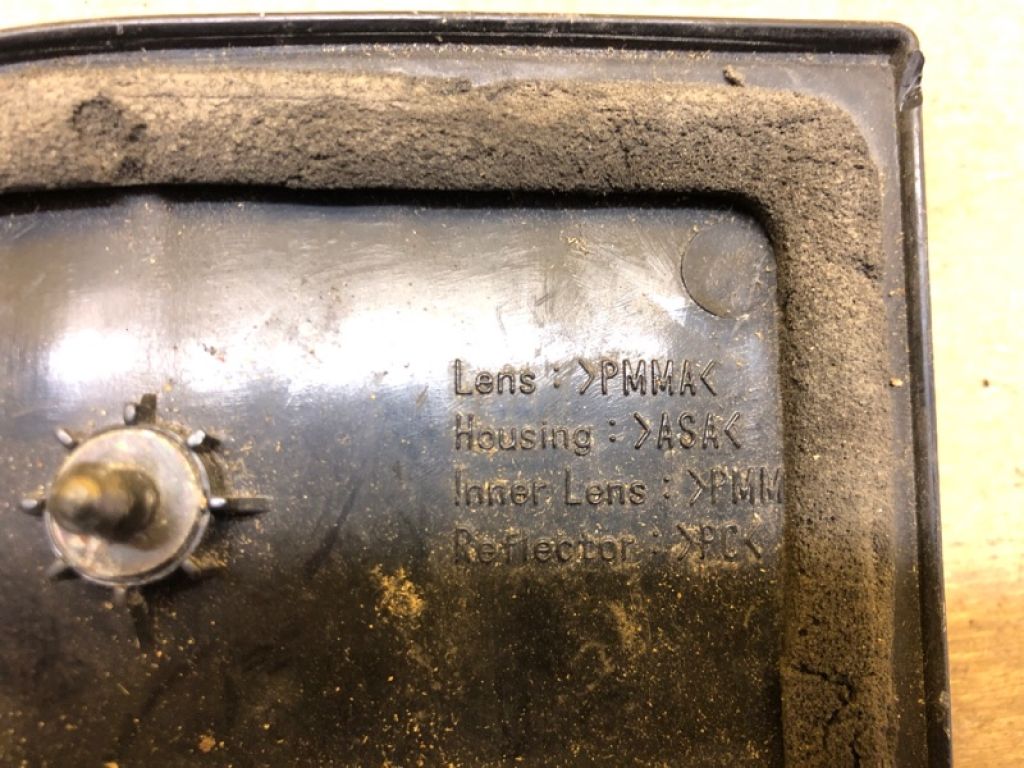 Lens : >PMMA<
Housing : >ASA<
Inner Lens : >PMM
Reflector : >PC<